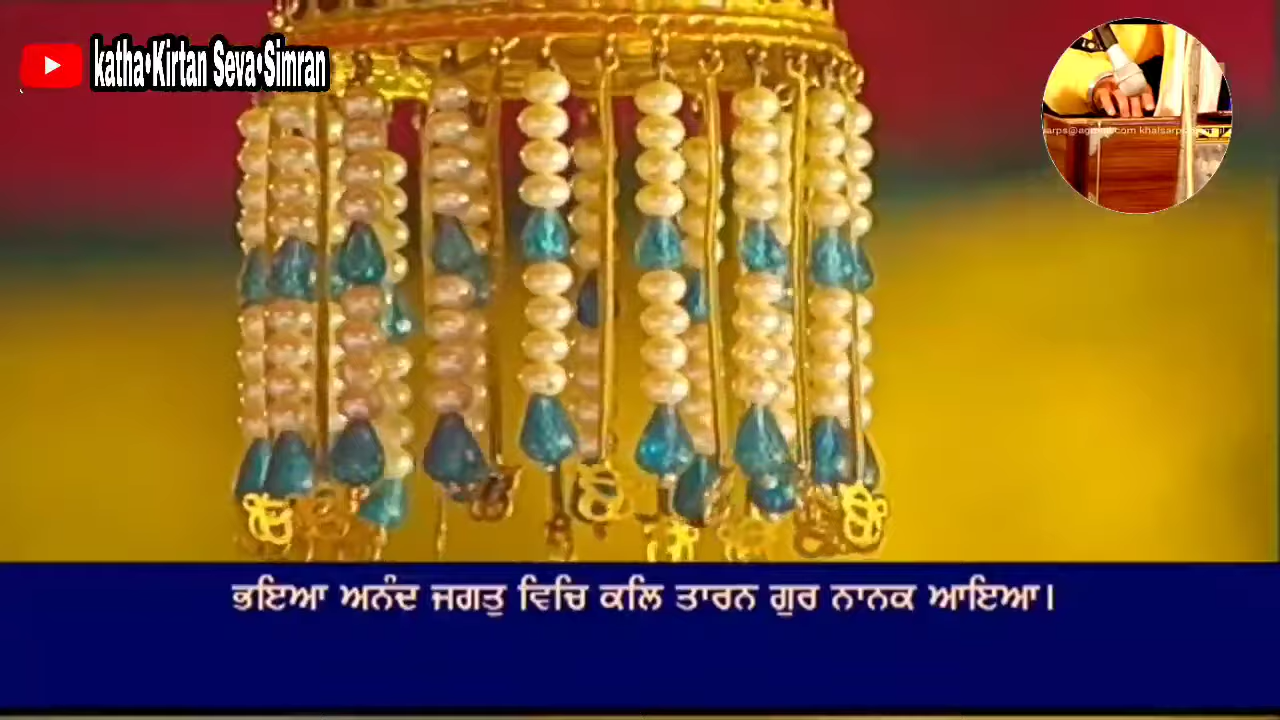 katha•Kirtan Seva•Simran
ਭਇਆ ਅਨੰਦ ਜਗਤੁ ਵਿਚਿ ਕਲਿ ਤਾਰਨ ਗੁਰ ਨਾਨਕ ਆਇਆ।